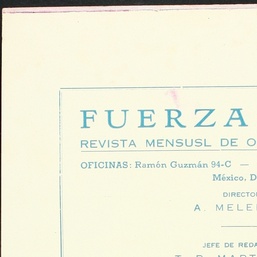 FUERZA
REVISTA MENSUSL DE O
OFICINAS: Ramón Guzmán 94-C —
México, D
DIRECTO
A. MELE
JEFE DE REDA